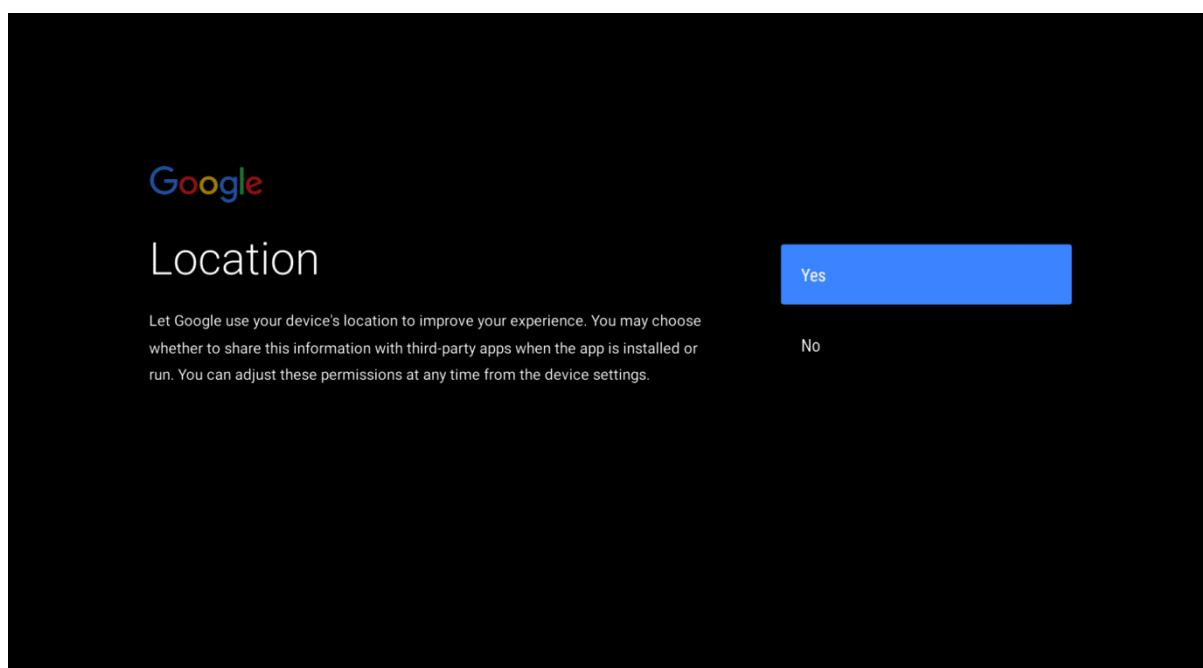 Google
Location
Let Google use your device's location to improve your experience. You may choose
whether to share this information with third-party apps when the app is installed or
run. You can adjust these permissions at any time from the device settings.
Yes
No